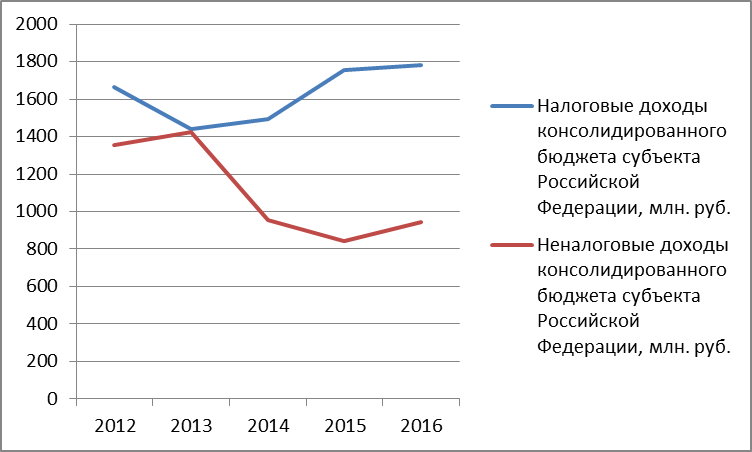 2000
1800
1600
1400
1200
1000
800
600
400
200
0
2012 2013 2014 2015 2016
Налоговые доходы
консолидированного
бюджета субъекта
Российской
Федерации, млн. руб.
Неналоговые доходы
консолидированного
бюджета субъекта
Российской
Федерации, млн. руб.